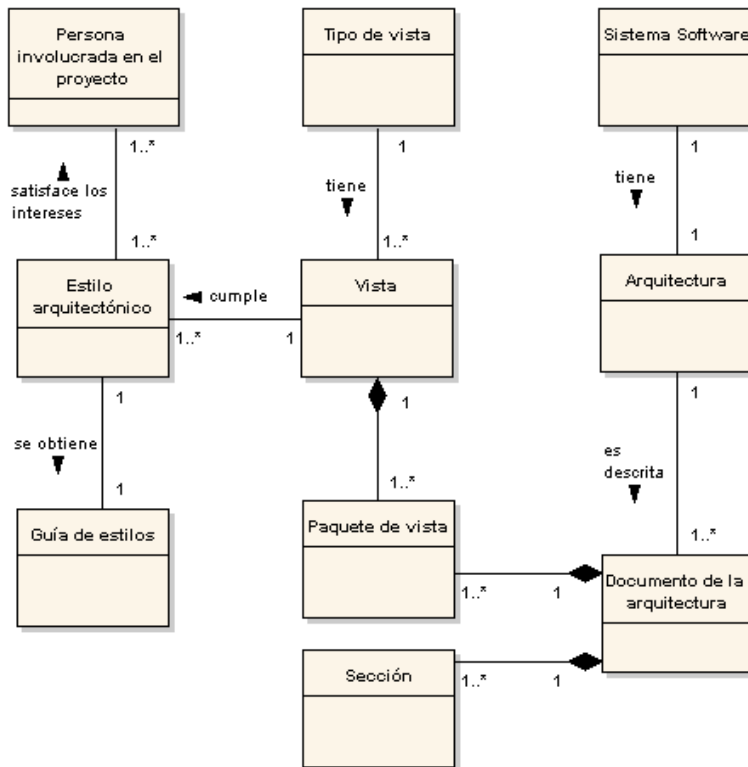 Persona
involucrada en el
proyecto
Tipo de vista
Sistema Software
1..*
1
1
satisface los
intereses
tiene
tiene
1..*
1..*
1
Estilo
arquitectónico
cumple
Vista
Arquitectura
1..*
1
1
1
1
se obtiene
es
descrita
1
1..*
1..*
Guía de estilos
Paquete de vista
Documento de la
arquitectura
1..*
1
Sección
1..*
1